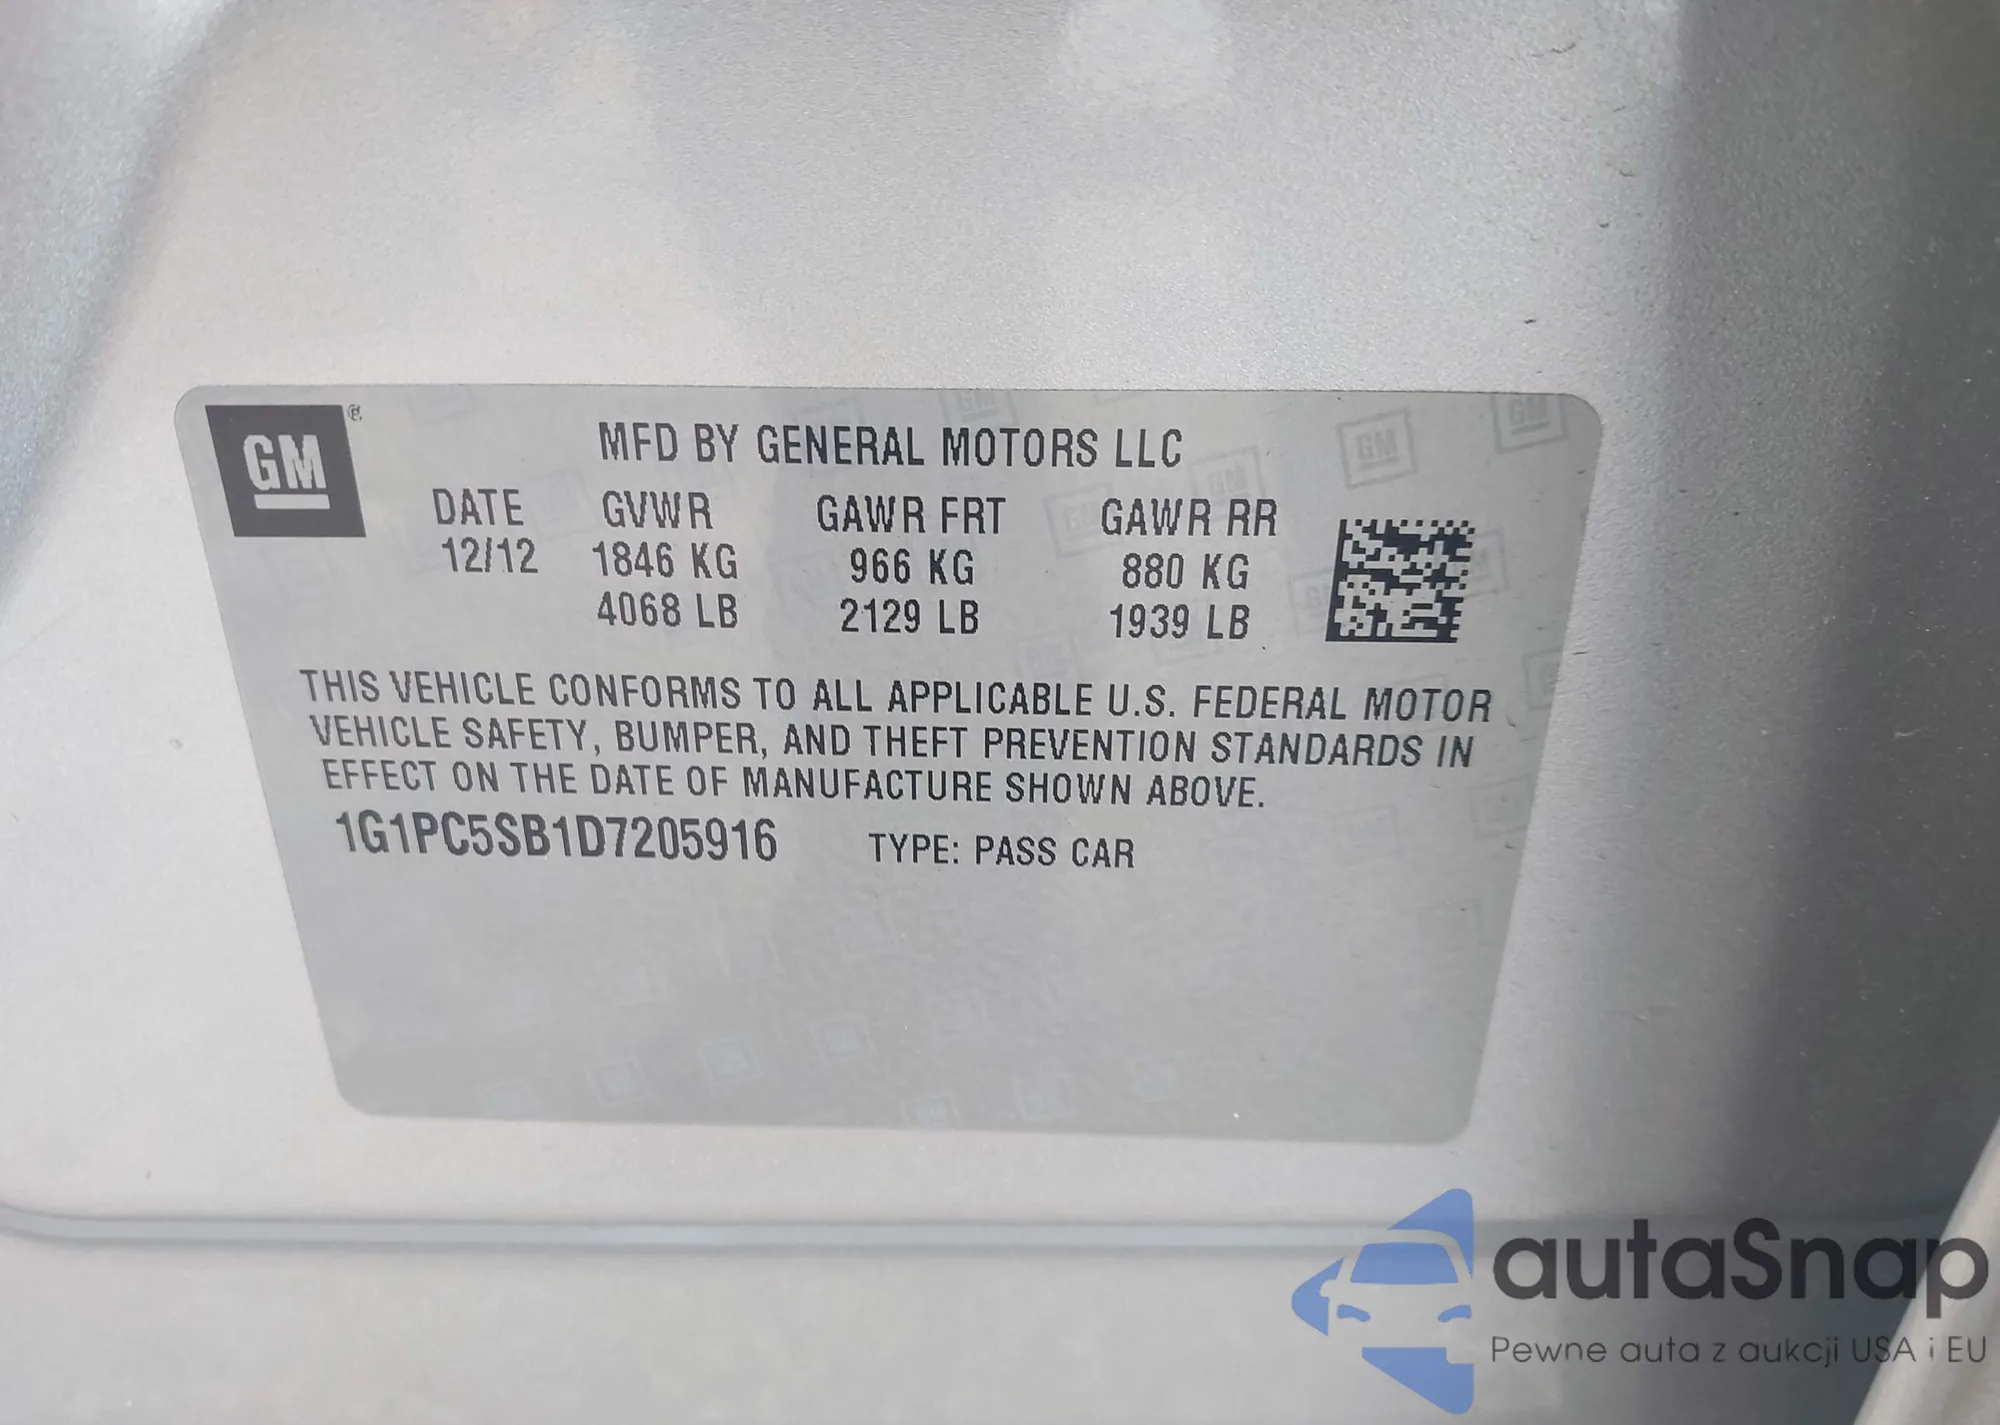 GM
MFD BY GENERAL MOTORS LLC
DATE GVWR GAWR FRT GAWR RR
12/12 1846 KG 966 KG 880 KG
4068 LB 2129 LB 1939 LB
THIS VEHICLE CONFORMS TO ALL APPLICABLE U.S. FEDERAL MOTOR
VEHICLE SAFETY, BUMPER, AND THEFT PREVENTION STANDARDS IN
EFFECT ON THE DATE OF MANUFACTURE SHOWN ABOVE.
1G1PC5SB1D7205916 TYPE: PASS CAR
autaSnap
Pewne auta z aukcji USA i EU